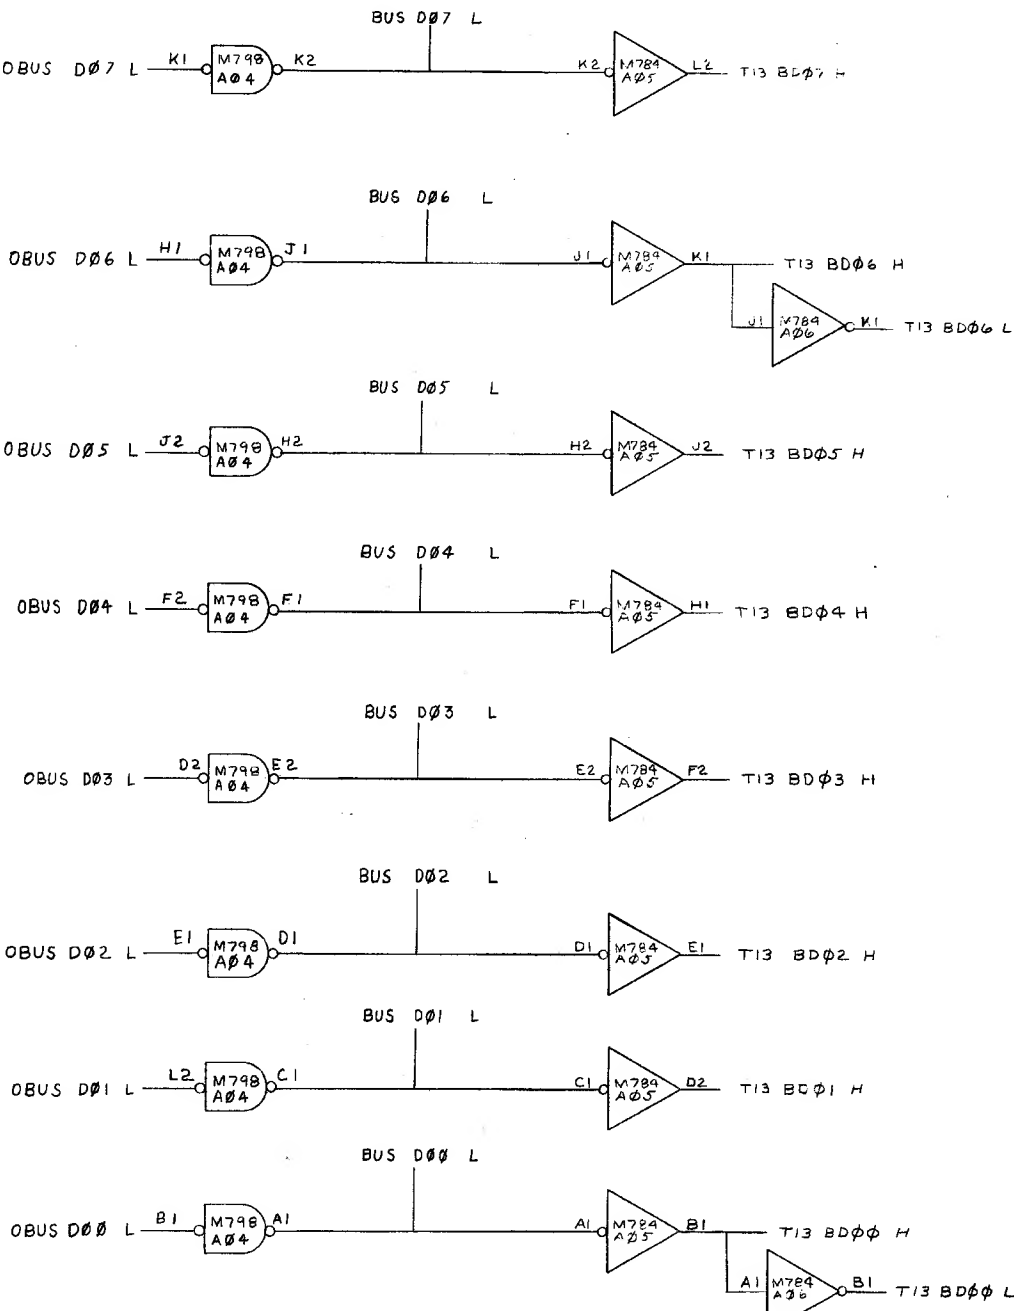 BUS DØ7 L
OBUS DØ7 L K1 M798 K2 K2 M784 L2 T13 BDØ7 H
AØ4 AØ5
BUS DØ6 L
OBUS DØ6 L H1 M798 J1 J1 M784 K1 T13 BDØ6 H
AØ4 AØ5
J1 M784 K1 T13 BDØ6 L
AØ6
BUS DØ5 L
OBUS DØ5 L J2 M798 H2 H2 M784 J2 T13 BDØ5 H
AØ4 AØ5
BUS DØ4 L
OBUS DØ4 L F2 M798 F1 F1 M784 H1 T13 BDØ4 H
AØ4 AØ5
BUS DØ3 L
OBUS DØ3 L D2 M798 E2 E2 M784 F2 T13 BDØ3 H
AØ4 AØ5
BUS DØ2 L
OBUS DØ2 L E1 M798 D1 D1 M784 E1 T13 BDØ2 H
AØ4 AØ5
BUS DØ1 L
OBUS DØ1 L L2 M798 C1 C1 M784 D2 T13 BDØ1 H
AØ4 AØ5
BUS DØØ L
OBUS DØØ L B1 M798 A1 A1 M784 B1 T13 BDØØ H
AØ4 AØ5
A1 M784 B1 T13 BDØØ L
AØ6